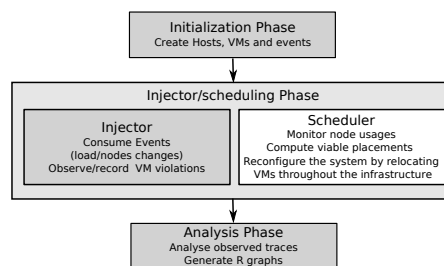 Initialization Phase
Create Hosts, VMs and events
Injector/scheduling Phase
Injector
Consume Events
(load/nodes changes)
Observe/record VM violations
Scheduler
Monitor node usages
Compute viable placements
Reconfigure the system by relocating
VMs throughout the infrastructure
Analysis Phase
Analyse observed traces
Generate R graphs